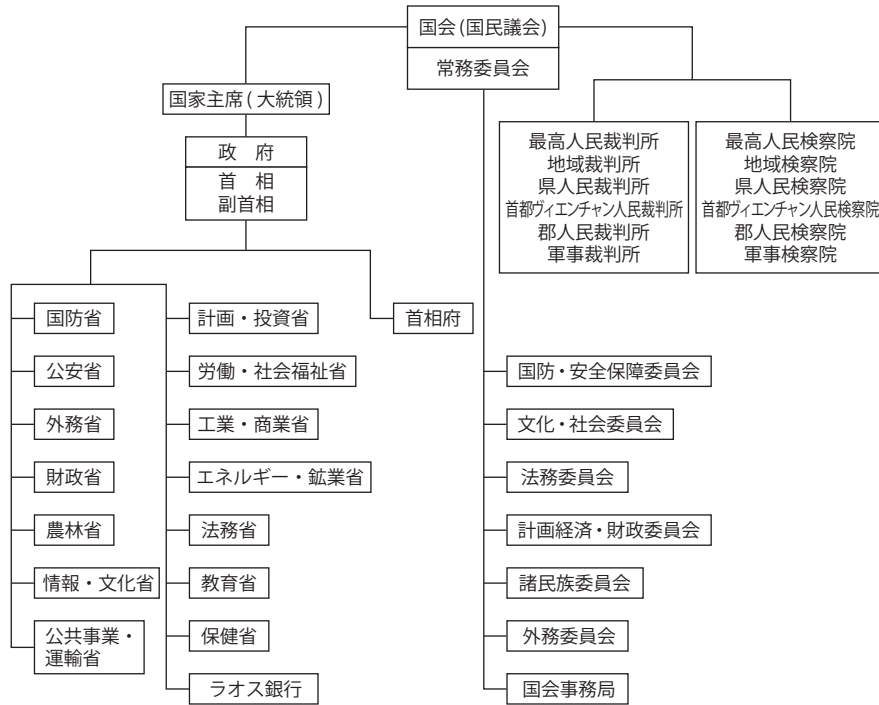 国会(国民議会)
常務委員会
国家主席(大統領)
政　府
首　相
副首相
最高人民裁判所
地域裁判所
県人民裁判所
首都ヴィエンチャン人民裁判所
郡人民裁判所
軍事裁判所
最高人民検察院
地域検察院
県人民検察院
首都ヴィエンチャン人民検察院
郡人民検察院
軍事検察院
国防省
公安省
外務省
財政省
農林省
情報・文化省
公共事業・
運輸省
計画・投資省
労働・社会福祉省
工業・商業省
エネルギー・鉱業省
法務省
教育省
保健省
ラオス銀行
首相府
国防・安全保障委員会
文化・社会委員会
法務委員会
計画経済・財政委員会
諸民族委員会
外務委員会
国会事務局